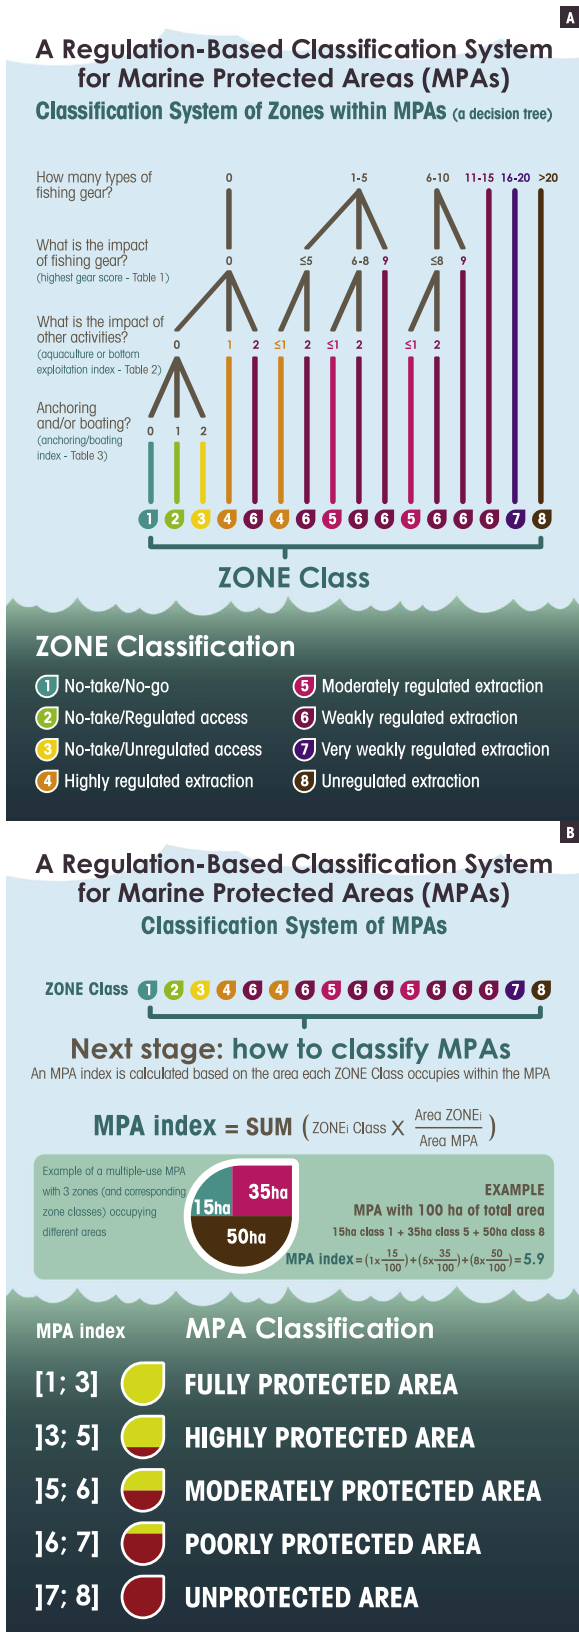 A
A Regulation-Based Classification System
for Marine Protected Areas (MPAs)
Classification System of Zones within MPAs (a decision tree)
How many types of
fishing gear?
0 1-5 6-10 11-15 16-20 >20
What is the impact
of fishing gear?
(highest gear score - Table 1)
0 ≤5 6-8 9 ≤8 9
What is the impact of
other activities?
(aquaculture or bottom
exploitation index - Table 2)
0 1 2 ≤1 2 ≤1 2 ≤1 2
Anchoring
and/or boating?
(anchoring/boating
index - Table 3)
0 1 2
1 2 3 4 6 4 6 5 6 6 5 6 6 6 7 8
ZONE Class
ZONE Classification
1 No-take/No-go
2 No-take/Regulated access
3 No-take/Unregulated access
4 Highly regulated extraction
5 Moderately regulated extraction
6 Weakly regulated extraction
7 Very weakly regulated extraction
8 Unregulated extraction
B
A Regulation-Based Classification System
for Marine Protected Areas (MPAs)
Classification System of MPAs
ZONE Class 1 2 3 4 6 4 6 5 6 6 5 6 6 6 7 8
Next stage: how to classify MPAs
An MPA index is calculated based on the area each ZONE Class occupies within the MPA
MPA index = SUM ( ZONEi Class X Area ZONEi / Area MPA )
Example of a multiple-use MPA
with 3 zones (and corresponding
zone classes) occupying
different areas
15ha
35ha
50ha
EXAMPLE
MPA with 100 ha of total area
15ha class 1 + 35ha class 5 + 50ha class 8
MPA index = (1x 15/100) + (5x 35/100) + (8x 50/100) = 5.9
MPA index MPA Classification
[1; 3] FULLY PROTECTED AREA
]3; 5] HIGHLY PROTECTED AREA
]5; 6] MODERATELY PROTECTED AREA
]6; 7] POORLY PROTECTED AREA
]7; 8] UNPROTECTED AREA